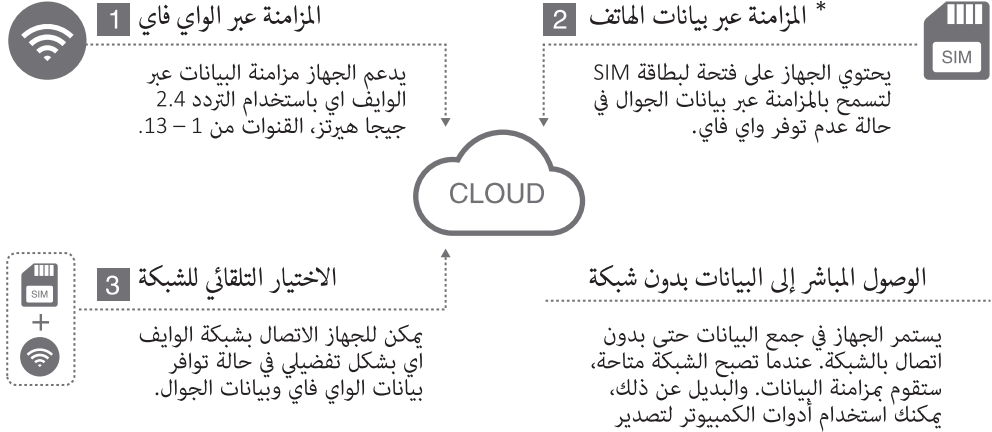 1 المزامنة عبر الواي فاي
يدعم الجهاز مزامنة البيانات عبر
الوايف اي باستخدام التردد 2.4
جيجا هيرتز، القنوات من 1 – 13.
2 المزامنة عبر بيانات الهاتف *
SIM
يحتوي الجهاز على فتحة لبطاقة SIM
لتسمح بالمزامنة عبر بيانات الجوال في
حالة عدم توفر واي فاي.
CLOUD
3 الاختيار التلقائي للشبكة
SIM
+
يمكن للجهاز الاتصال بشبكة الوايف
اي بشكل تفضيلي في حالة توافر
بيانات الواي فاي وبيانات الجوال.
الوصول المباشر إلى البيانات بدون شبكة
يستمر الجهاز في جمع البيانات حتى بدون
اتصال بالشبكة. عندما تصبح الشبكة متاحة،
ستقوم بمزامنة البيانات. والبديل عن ذلك،
يمكنك استخدام أدوات الكمبيوتر لتصدير